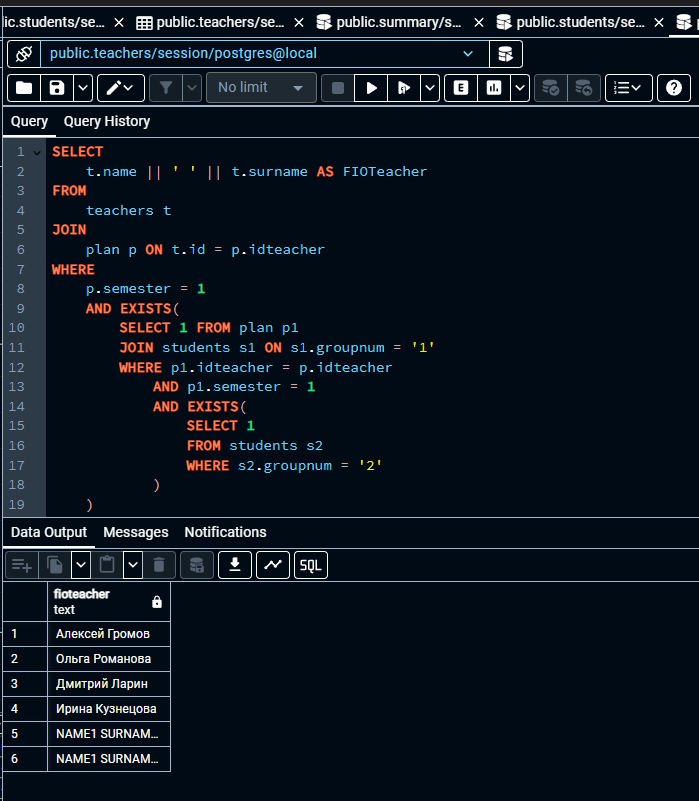 ic.students/se...
public.teachers/se...
public.summary/s...
public.students/se...
p
public.teachers/session/postgres@local
No limit
E
Query Query History
1 SELECT
2 t.name || ' ' || t.surname AS FIOTeacher
3 FROM
4 teachers t
5 JOIN
6 plan p ON t.id = p.idteacher
7 WHERE
8 p.semester = 1
9 AND EXISTS(
10 SELECT 1 FROM plan p1
11 JOIN students s1 ON s1.groupnum = '1'
12 WHERE p1.idteacher = p.idteacher
13 AND p1.semester = 1
14 AND EXISTS(
15 SELECT 1
16 FROM students s2
17 WHERE s2.groupnum = '2'
18 )
19 )
Data Output Messages Notifications
SQL
fioteacher
text
1 Алексей Громов
2 Ольга Романова
3 Дмитрий Ларин
4 Ирина Кузнецова
5 NAME1 SURNAM...
6 NAME1 SURNAM...